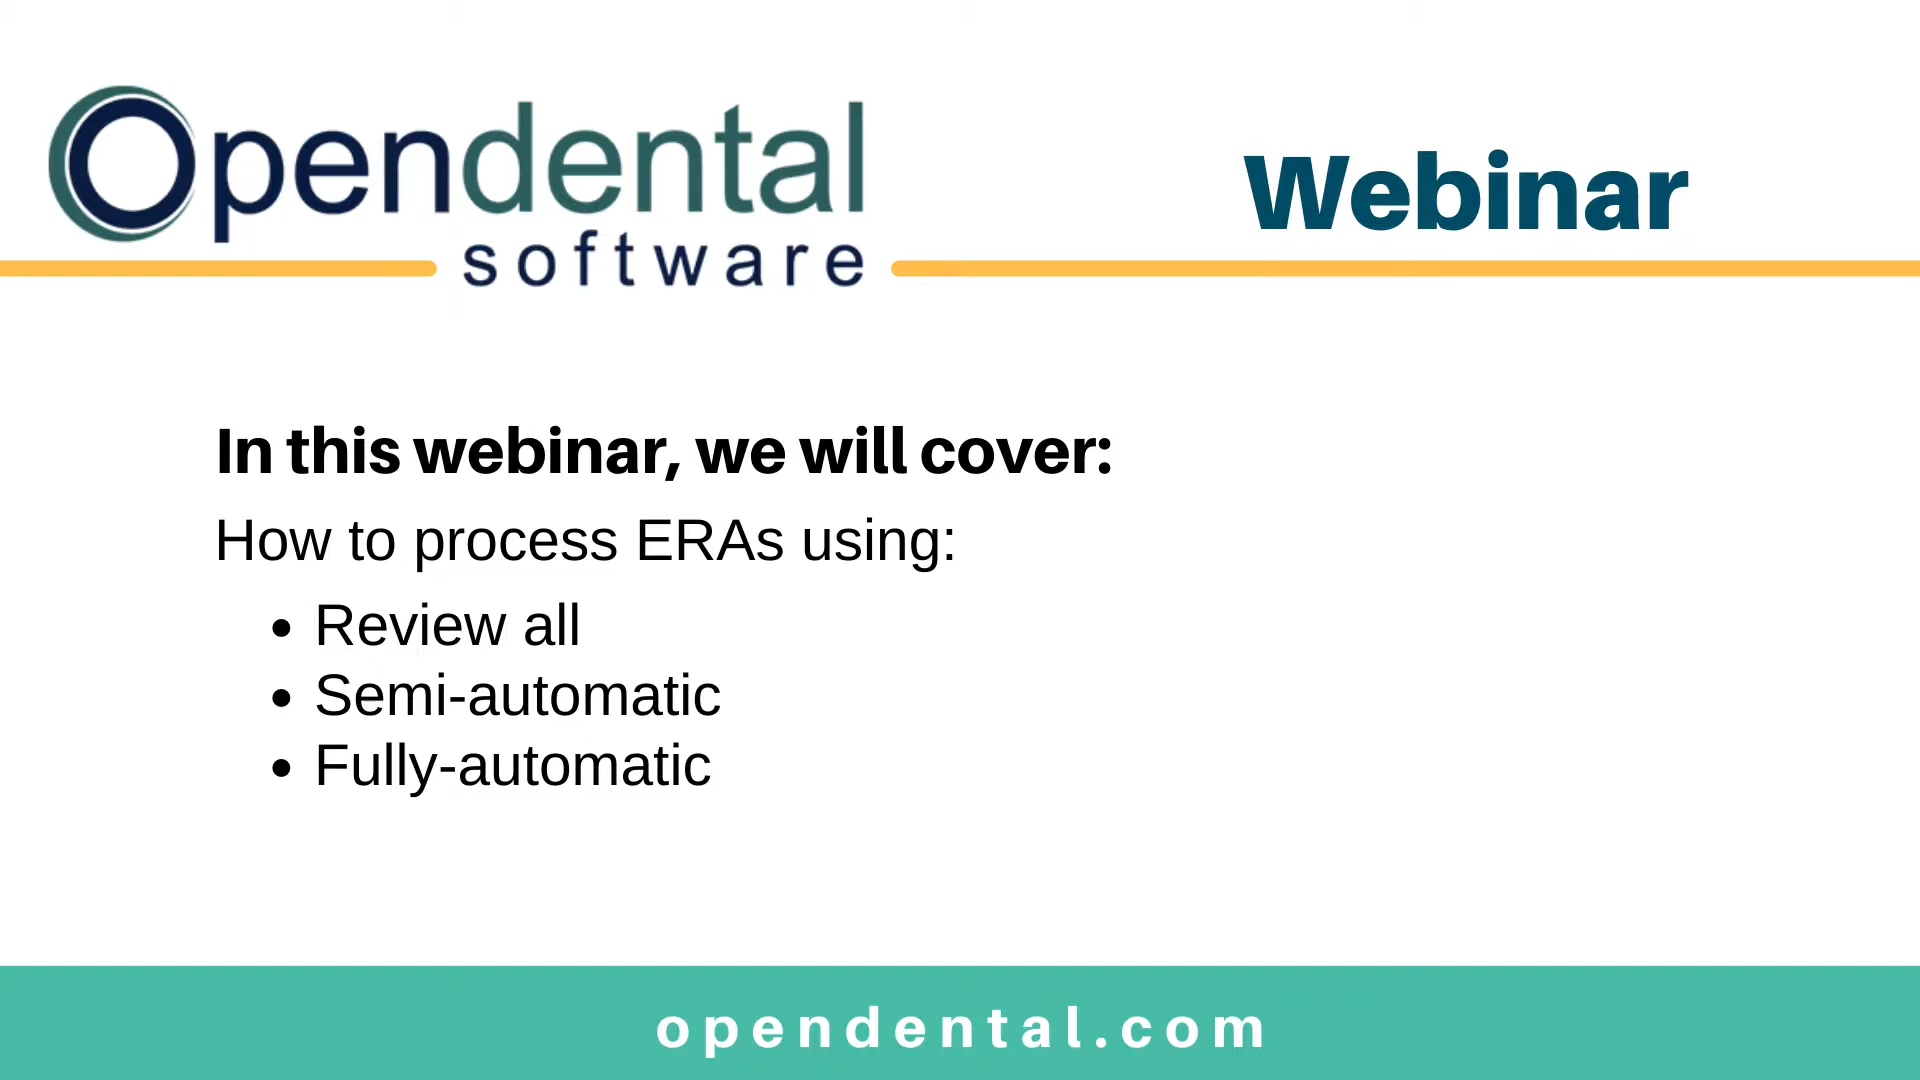 Opendental
software
Webinar
In this webinar, we will cover:
How to process ERAs using:
• Review all
• Semi-automatic
• Fully-automatic
opendental.com